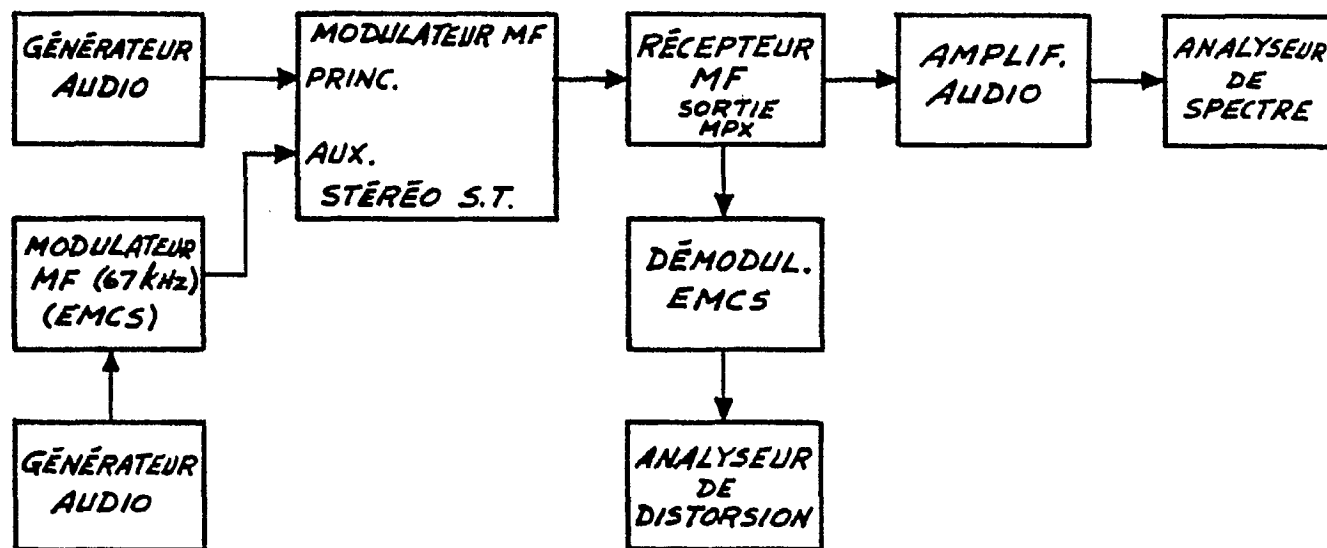 GÉNÉRATEUR
AUDIO
MODULATEUR MF
PRINC.
AUX.
STÉRÉO S.T.
RÉCEPTEUR
MF
SORTIE
MPX
AMPLIF.
AUDIO
ANALYSEUR
DE
SPECTRE
MODULATEUR
MF (67 kHz)
(EMCS)
DÉMODUL.
EMCS
GÉNÉRATEUR
AUDIO
ANALYSEUR
DE
DISTORSION